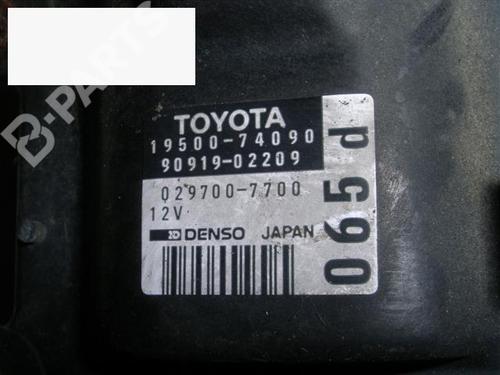 B-PARTS
TOYOTA
19500-74090
90919-02209
029700-7700
12V
DENSO JAPAN
065d